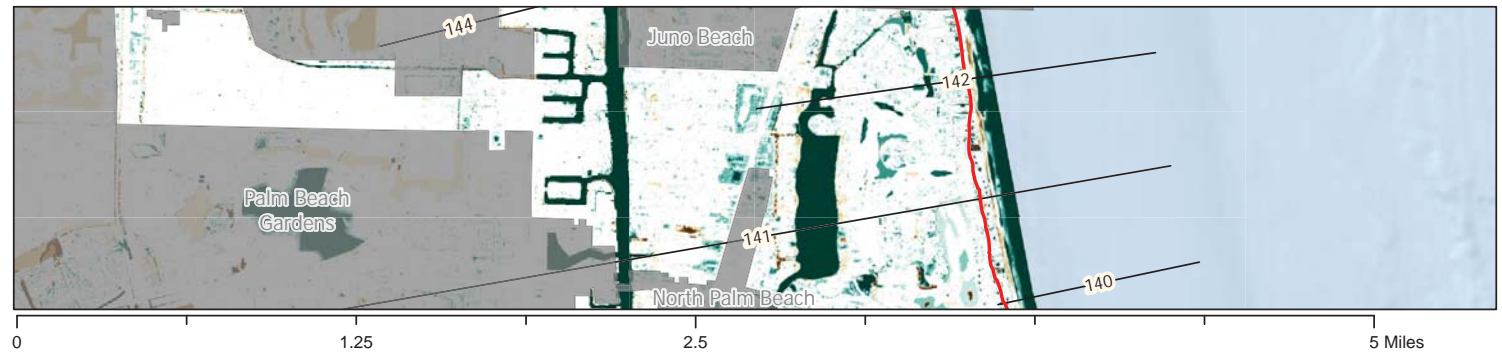 144
Juno Beach
142
Palm Beach
Gardens
141
140
North Palm Beach
0 1.25 2.5 5 Miles